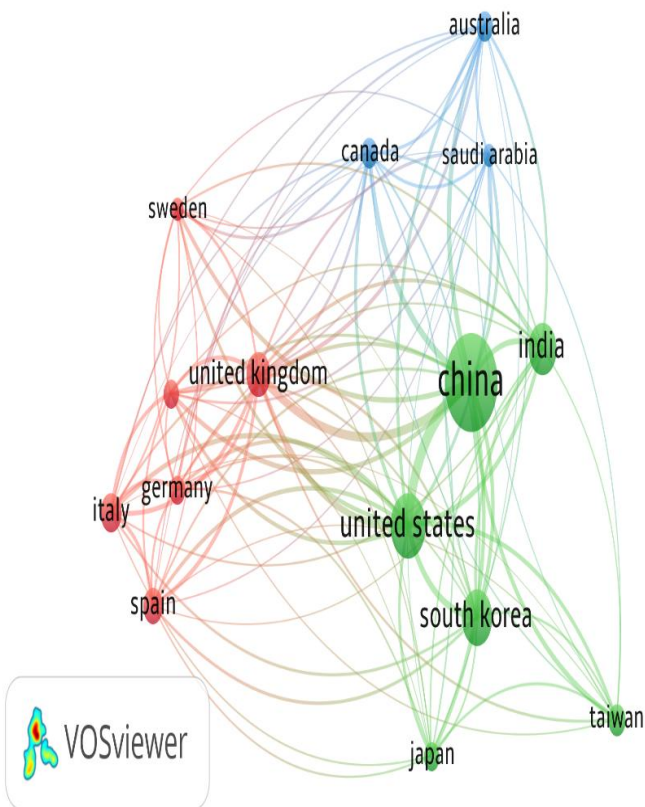 australia
canada
saudi arabia
sweden
india
united kingdom
china
germany
italy
united states
spain
south korea
taiwan
VOSviewer
japan